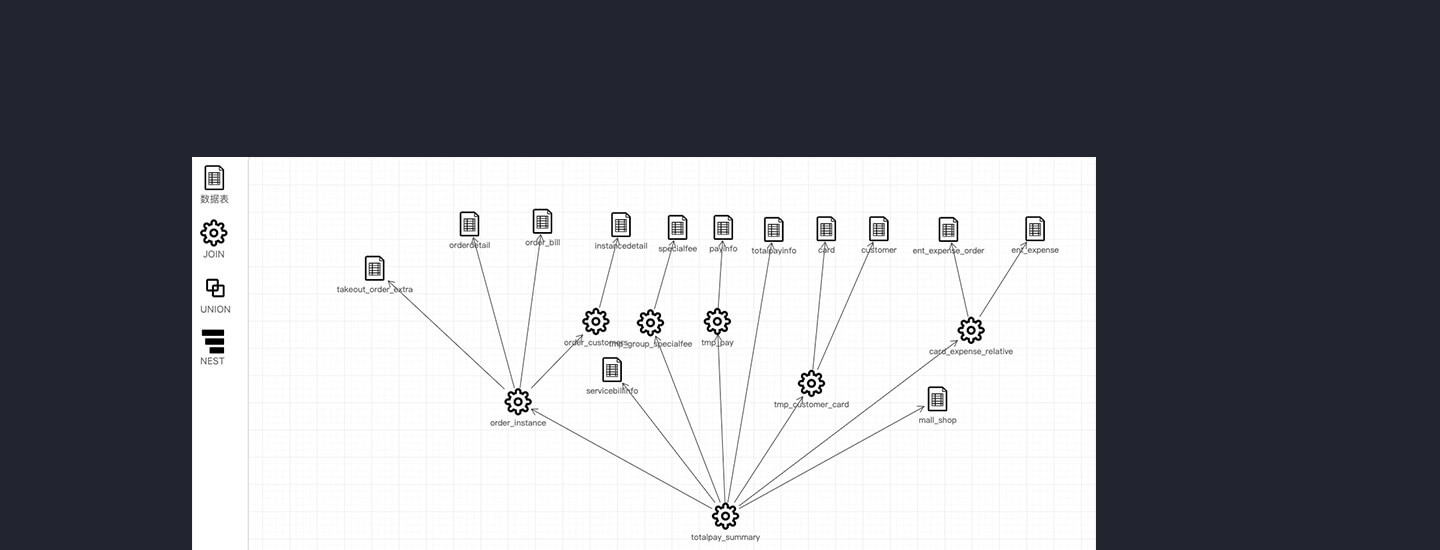 数据表
JOIN
UNION
NEST
orderdetail
order_bill
instancedetail
specialfee
payinfo
totalpayinfo
card
customer
ent_expense_order
ent_expense
takeout_order_extra
order_customers
tmp_group_specialfee
tmp_pay
card_expense_relative
servicebillinfo
tmp_customer_card
mall_shop
order_instance
totalpay_summary